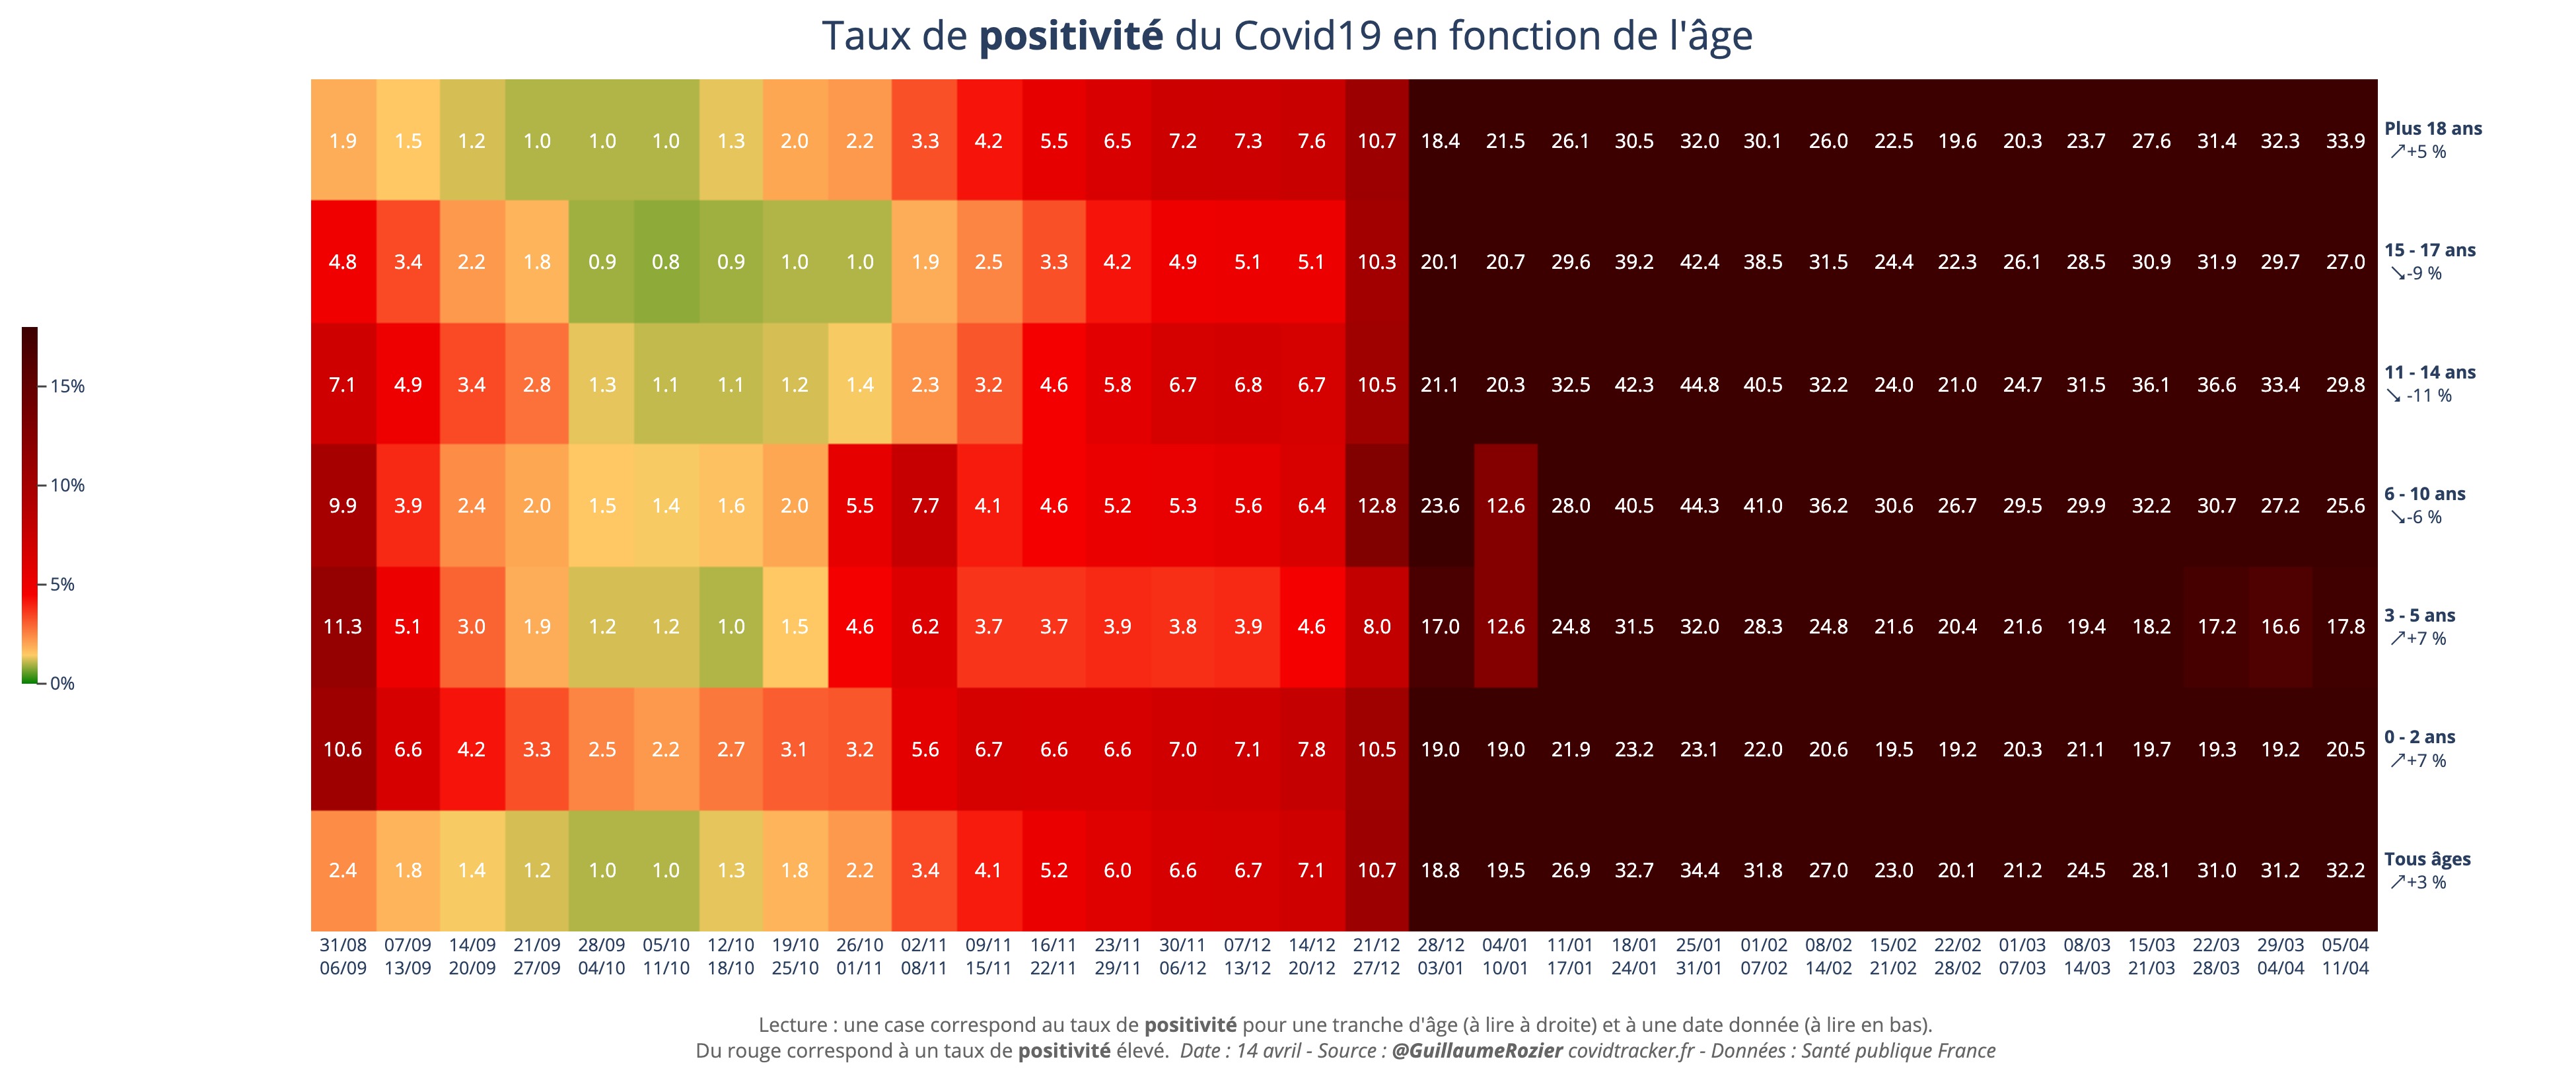 Taux de positivité du Covid19 en fonction de l'âge
1.9 1.5 1.2 1.0 1.0 1.0 1.3 2.0 2.2 3.3 4.2 5.5 6.5 7.2 7.3 7.6 10.7 18.4 21.5 26.1 30.5 32.0 30.1 26.0 22.5 19.6 20.3 23.7 27.6 31.4 32.3 33.9
Plus 18 ans
↗+5 %
4.8 3.4 2.2 1.8 0.9 0.8 0.9 1.0 1.0 1.9 2.5 3.3 4.2 4.9 5.1 5.1 10.3 20.1 20.7 29.6 39.2 42.4 38.5 31.5 24.4 22.3 26.1 28.5 30.9 31.9 29.7 27.0
15 - 17 ans
↘-9 %
7.1 4.9 3.4 2.8 1.3 1.1 1.1 1.2 1.4 2.3 3.2 4.6 5.8 6.7 6.8 6.7 10.5 21.1 20.3 32.5 42.3 44.8 40.5 32.2 24.0 21.0 24.7 31.5 36.1 36.6 33.4 29.8
11 - 14 ans
↘ -11 %
9.9 3.9 2.4 2.0 1.5 1.4 1.6 2.0 5.5 7.7 4.1 4.6 5.2 5.3 5.6 6.4 12.8 23.6 12.6 28.0 40.5 44.3 41.0 36.2 30.6 26.7 29.5 29.9 32.2 30.7 27.2 25.6
6 - 10 ans
↘-6 %
11.3 5.1 3.0 1.9 1.2 1.2 1.0 1.5 4.6 6.2 3.7 3.7 3.9 3.8 3.9 4.6 8.0 17.0 12.6 24.8 31.5 32.0 28.3 24.8 21.6 20.4 21.6 19.4 18.2 17.2 16.6 17.8
3 - 5 ans
↗+7 %
10.6 6.6 4.2 3.3 2.5 2.2 2.7 3.1 3.2 5.6 6.7 6.6 6.6 7.0 7.1 7.8 10.5 19.0 19.0 21.9 23.2 23.1 22.0 20.6 19.5 19.2 20.3 21.1 19.7 19.3 19.2 20.5
0 - 2 ans
↗+7 %
2.4 1.8 1.4 1.2 1.0 1.0 1.3 1.8 2.2 3.4 4.1 5.2 6.0 6.6 6.7 7.1 10.7 18.8 19.5 26.9 32.7 34.4 31.8 27.0 23.0 20.1 21.2 24.5 28.1 31.0 31.2 32.2
Tous âges
↗+3 %
15%
10%
5%
0%
31/08 07/09 14/09 21/09 28/09 05/10 12/10 19/10 26/10 02/11 09/11 16/11 23/11 30/11 07/12 14/12 21/12 28/12 04/01 11/01 18/01 25/01 01/02 08/02 15/02 22/02 01/03 08/03 15/03 22/03 29/03 05/04
06/09 13/09 20/09 27/09 04/10 11/10 18/10 25/10 01/11 08/11 15/11 22/11 29/11 06/12 13/12 20/12 27/12 03/01 10/01 17/01 24/01 31/01 07/02 14/02 21/02 28/02 07/03 14/03 21/03 28/03 04/04 11/04
Lecture : une case correspond au taux de positivité pour une tranche d'âge (à lire à droite) et à une date donnée (à lire en bas).
Du rouge correspond à un taux de positivité élevé. Date : 14 avril - Source : @GuillaumeRozier covidtracker.fr - Données : Santé publique France